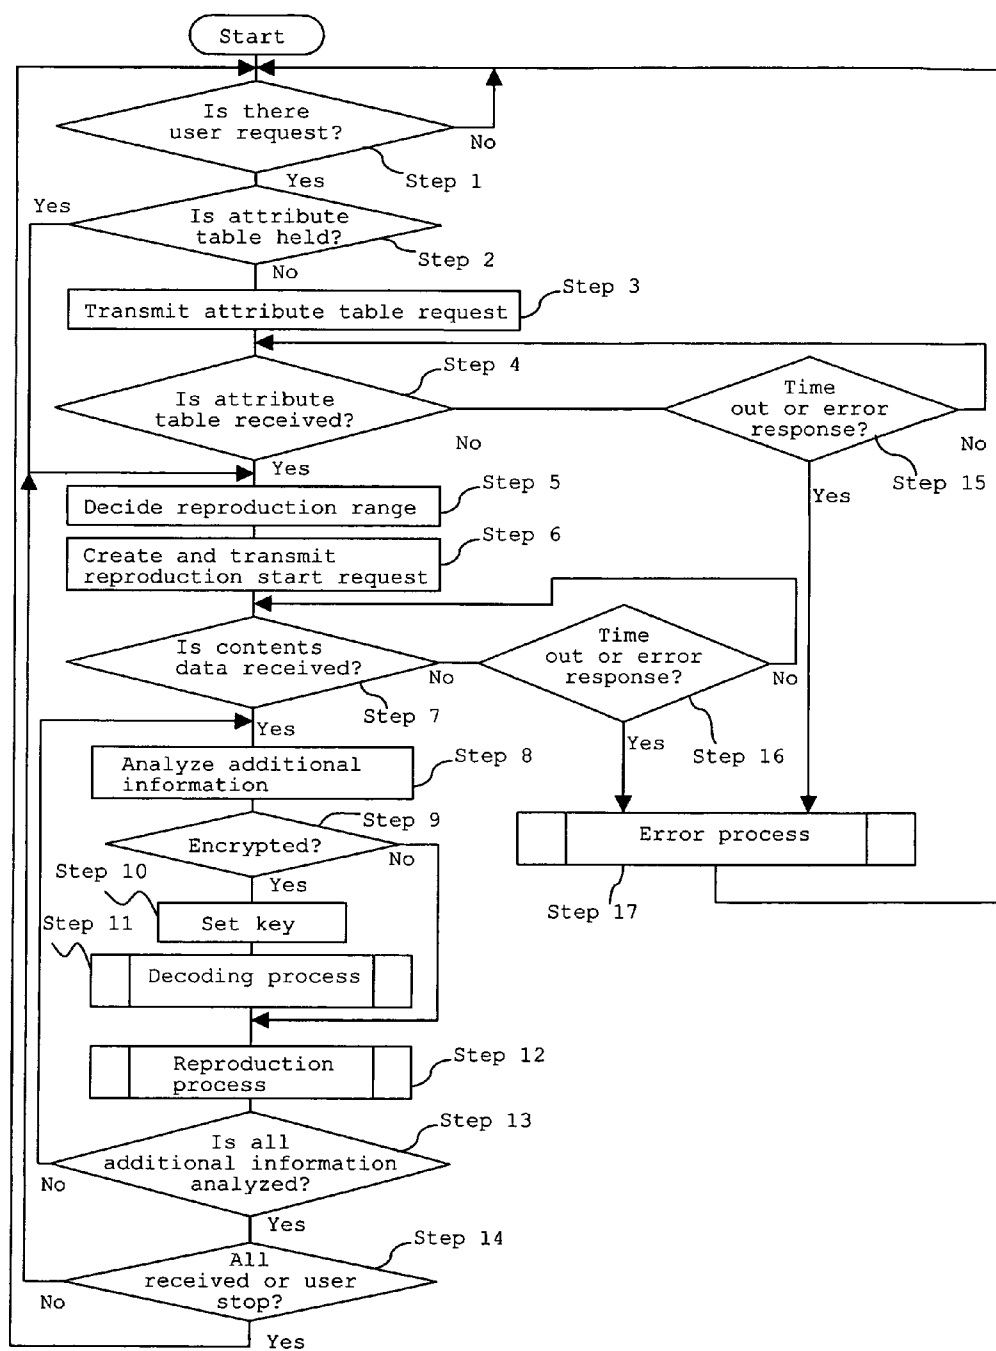 Start
Is there
user request?
No
Step 1
Yes
Yes
Is attribute
table held?
Step 2
No
Step 3
Transmit attribute table request
Step 4
Is attribute
table received?
No
Time
out or error
response?
No
Step 15
Yes
Yes
Step 5
Decide reproduction range
Step 6
Create and transmit
reproduction start request
Is contents
data received?
No
Step 7
Time
out or error
response?
No
Step 16
Yes
Yes
Step 8
Analyze additional
information
Step 9
Encrypted?
No
Yes
Error process
Step 17
Step 10
Set key
Step 11
Decoding process
Step 12
Reproduction
process
Step 13
Is all
additional information
analyzed?
No
Yes
Step 14
All
received or user
stop?
No
Yes